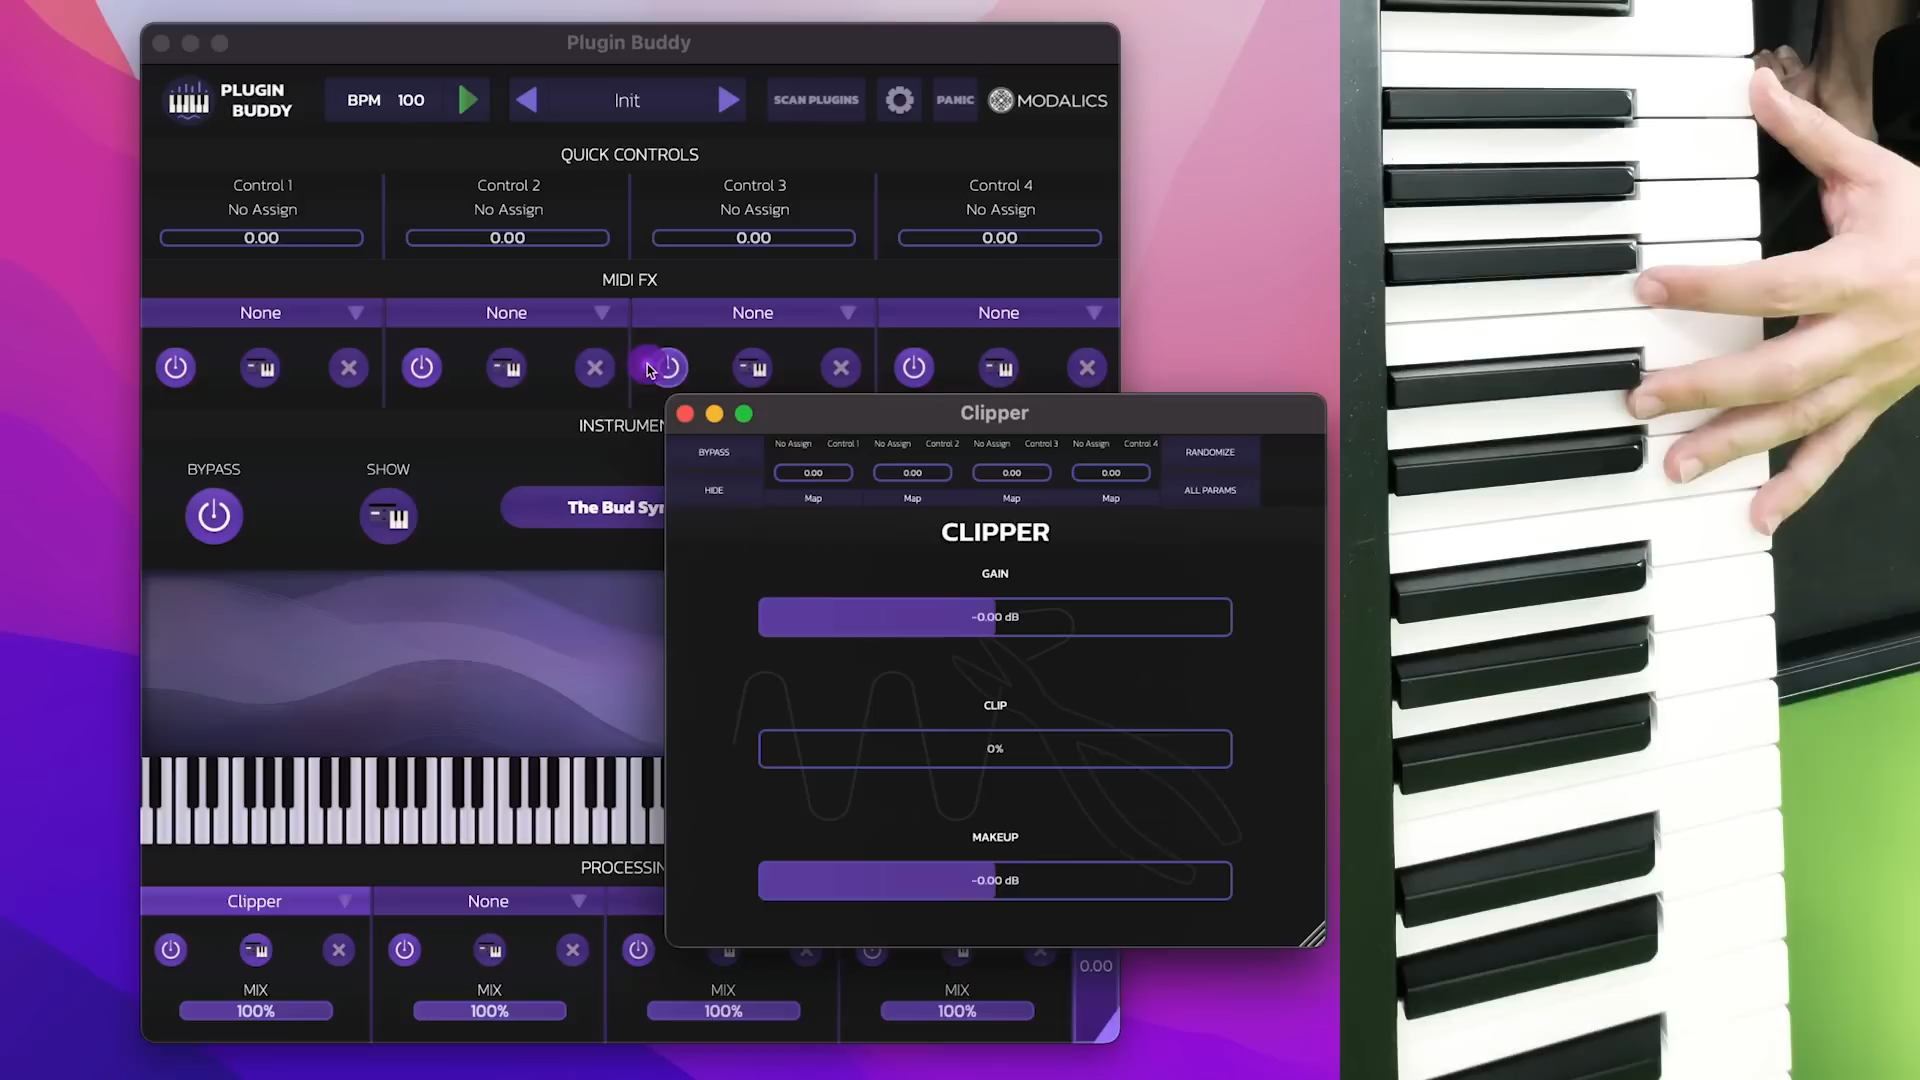 Plugin Buddy
PLUGIN
BUDDY
BPM 100
Init
SCAN PLUGINS
PANIC
MODALICS
QUICK CONTROLS
Control 1
Control 2
Control 3
Control 4
No Assign
No Assign
No Assign
No Assign
0.00
0.00
0.00
0.00
MIDI FX
None
None
None
None
INSTRUMEN
BYPASS
SHOW
The Bud Syn
PROCESSIN
Clipper
None
MIX
MIX
MIX
MIX
100%
100%
100%
100%
0.00
Clipper
BYPASS
HIDE
No Assign Control 1
No Assign Control 2
No Assign Control 3
No Assign Control 4
0.00
0.00
0.00
0.00
Map
Map
Map
Map
RANDOMIZE
ALL PARAMS
CLIPPER
GAIN
-0.00 dB
CLIP
0%
MAKEUP
-0.00 dB